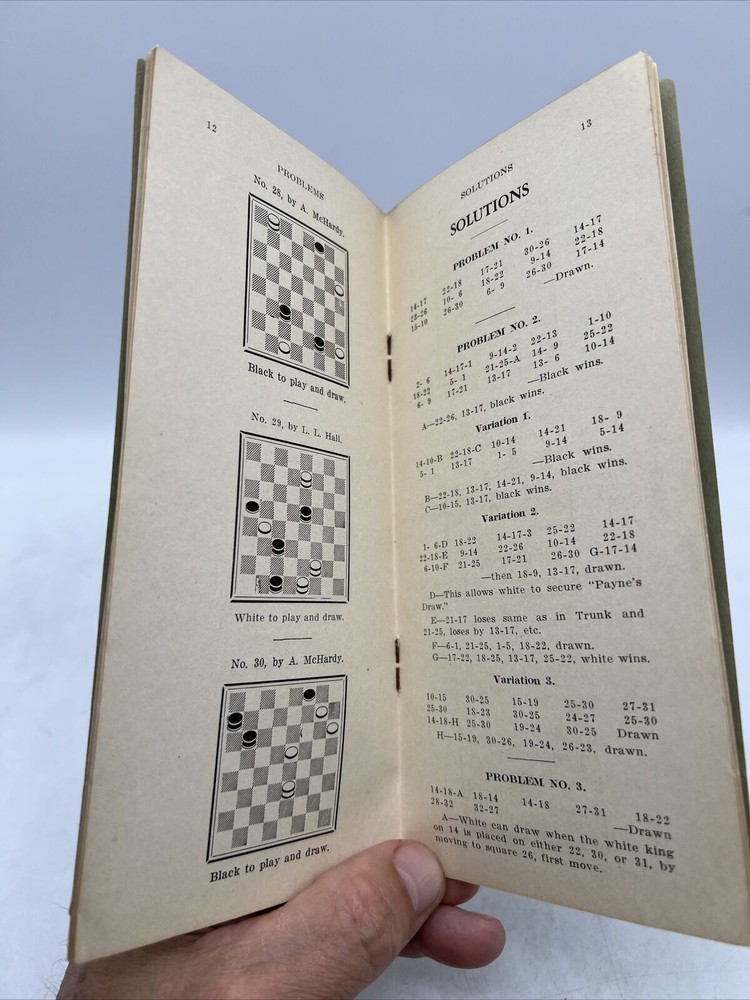 12
PROBLEMS
No. 28, by A. McHardy.
Black to play and draw.
No. 29, by L. L. Hall.
White to play and draw.
No. 30, by A. McHardy.
Black to play and draw.
13
SOLUTIONS
SOLUTIONS
PROBLEM NO. 1.
14-17 22-18 17-21 30-26 14-17
23-26 10- 6 18-22 9-14 22-18
15-10 26-30 6- 9 26-30 17-14
—Drawn.
PROBLEM NO. 2.
2- 6 14-17-1 9-14-2 22-13 1-10
18-22 5- 1 21-25-A 14- 9 25-22
6- 9 17-21 13-17 13- 6 10-14
—Black wins.
A—22-26, 13-17, black wins.
Variation 1.
14-10-B 22-18-C 10-14 14-21 18- 9
5- 1 13-17 1- 5 9-14 5-14
—Black wins.
B—22-18, 13-17, 14-21, 9-14, black wins.
C—10-15, 13-17, black wins.
Variation 2.
1- 6-D 18-22 14-17-3 25-22 14-17
22-18-E 9-14 22-26 10-14 22-18
6-10-F 21-25 17-21 26-30 G-17-14
—then 18-9, 13-17, drawn.
D—This allows white to secure "Payne's
Draw."
E—21-17 loses same as in Trunk and
21-25, loses by 13-17, etc.
F—6-1, 21-25, 1-5, 18-22, drawn.
G—17-22, 18-25, 13-17, 25-22, white wins.
Variation 3.
10-15 30-25 15-19 25-30 27-31
25-30 18-23 30-25 24-27 25-30
14-18-H 25-30 19-24 30-25 Drawn
H—15-19, 30-26, 19-24, 26-23, drawn.
PROBLEM NO. 3.
14-18-A 18-14 14-18 27-31 18-22
28-32 32-27 —Drawn
A—White can draw when the white king
on 14 is placed on either 22, 30, or 31, by
moving to square 26, first move.